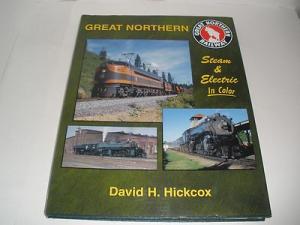 GREAT NORTHERN
GREAT NORTHERN
RAILWAY
Steam &
Electric
In Color
David H. Hickcox